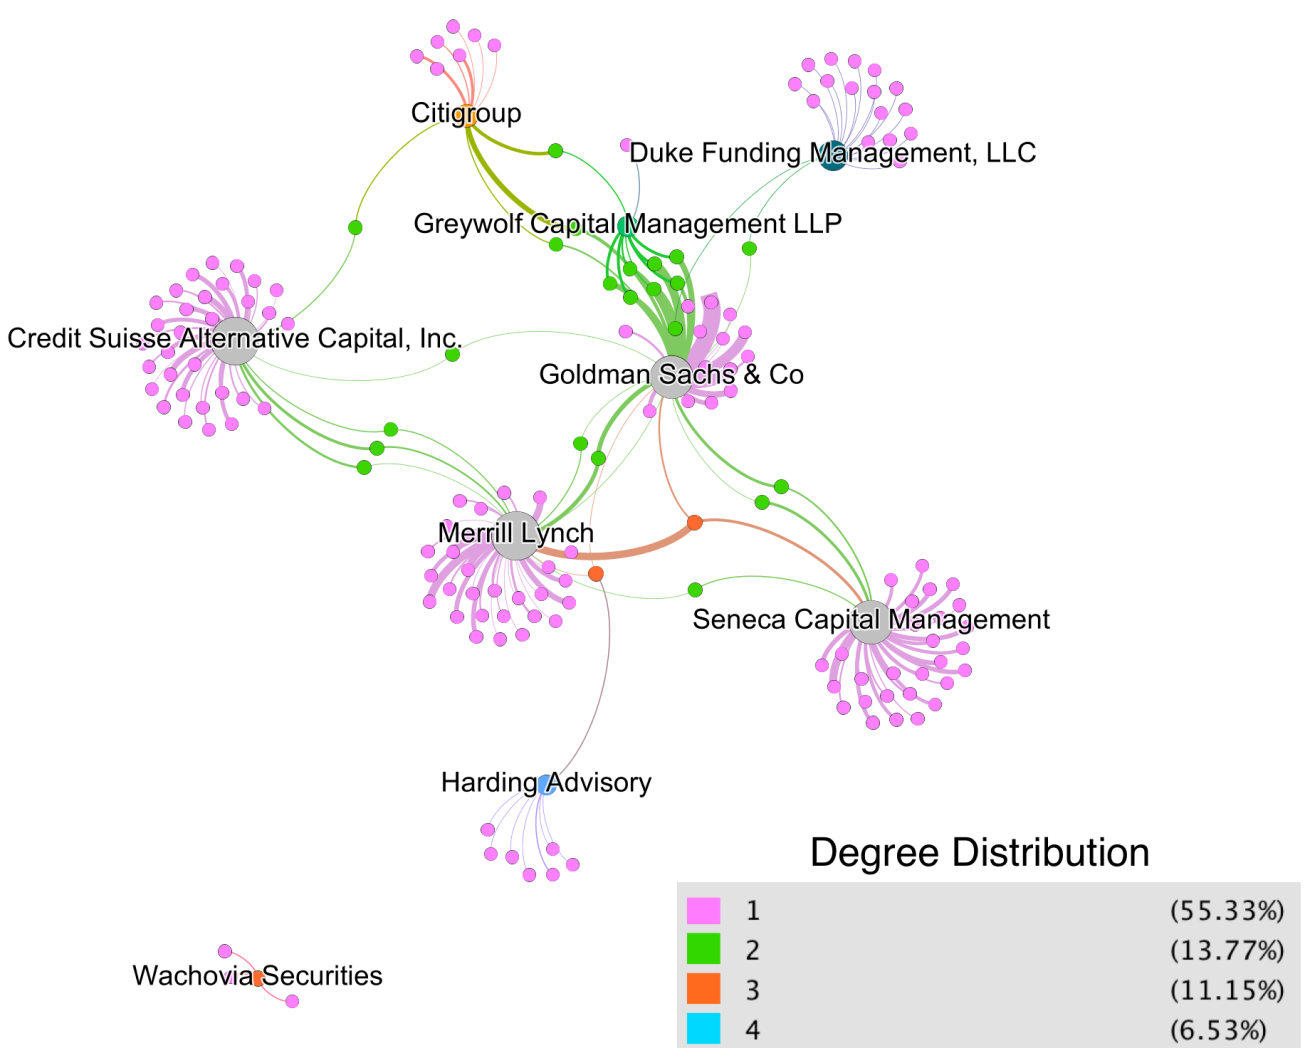 Citigroup
Duke Funding Management, LLC
Greywolf Capital Management LLP
Credit Suisse Alternative Capital, Inc.
Goldman Sachs & Co
Merrill Lynch
Seneca Capital Management
Harding Advisory
Wachovia Securities
Degree Distribution
1 (55.33%)
2 (13.77%)
3 (11.15%)
4 (6.53%)